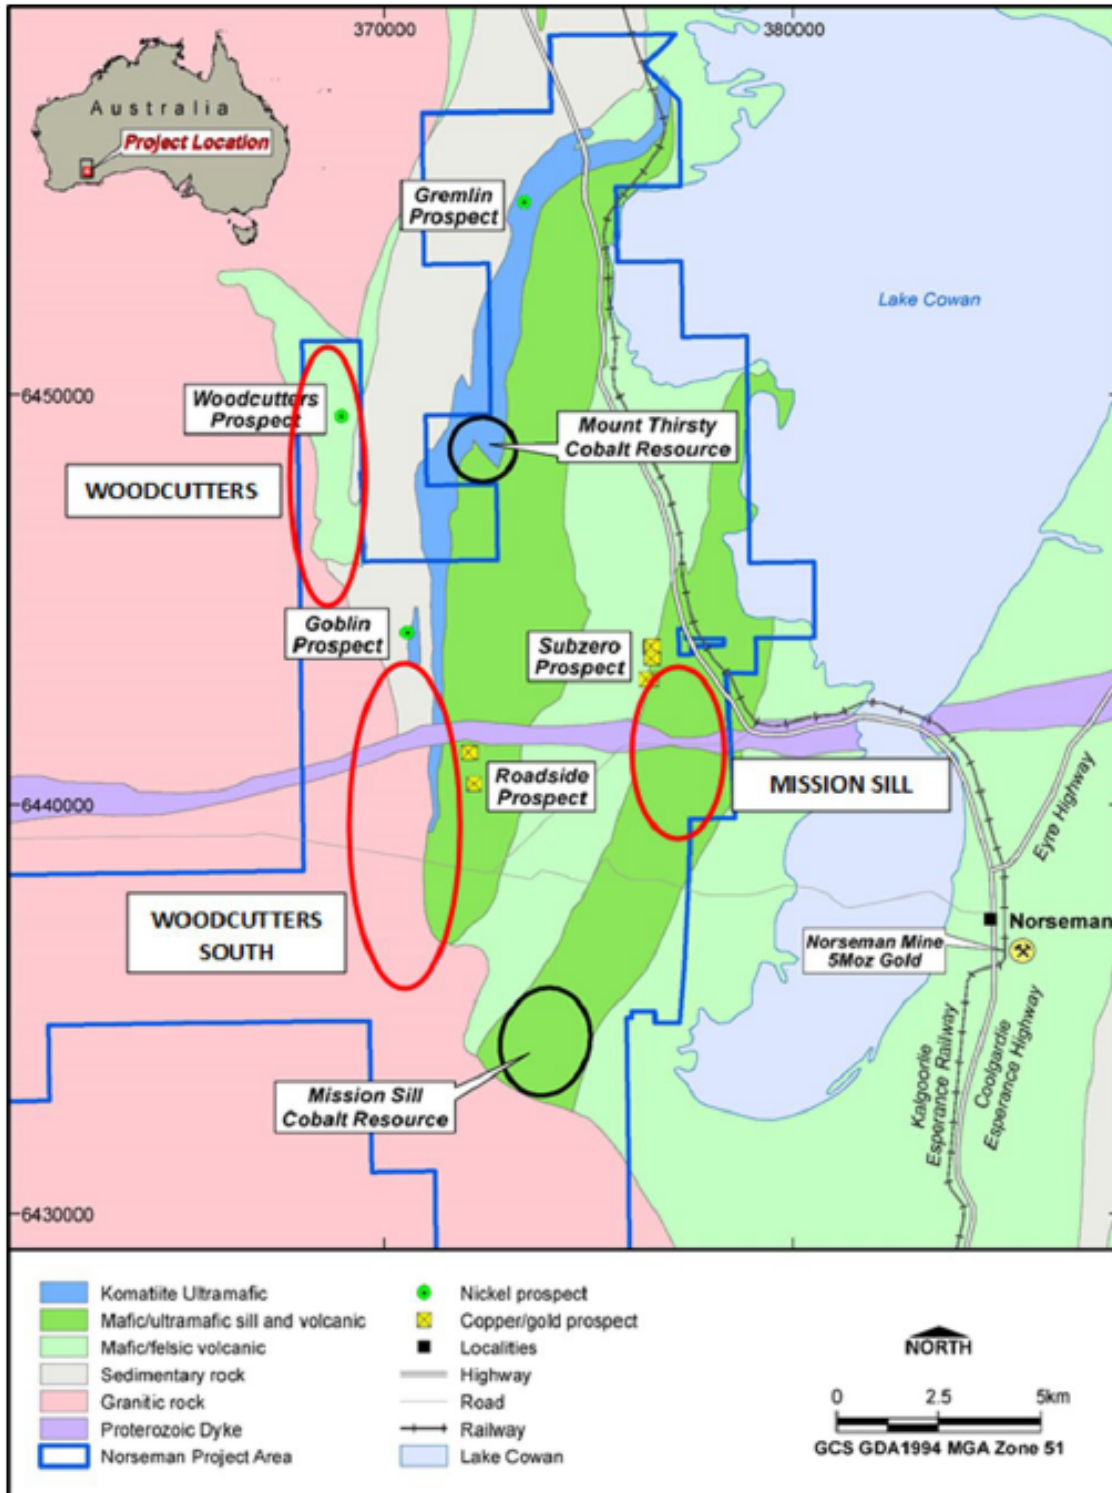 370000
380000
Australia
Project Location
Gremlin
Prospect
Lake Cowan
6450000
Woodcutters
Prospect
Mount Thirsty
Cobalt Resource
WOODCUTTERS
Goblin
Prospect
Subzero
Prospect
Roadside
Prospect
MISSION SILL
6440000
Eyre Highway
WOODCUTTERS
SOUTH
Norseman
Norseman Mine
5Moz Gold
Kalgoorlie
Esperance Railway
Coolgardie
Esperance Highway
Mission Sill
Cobalt Resource
6430000
Komatiite Ultramafic
Mafic/ultramafic sill and volcanic
Mafic/felsic volcanic
Sedimentary rock
Granitic rock
Proterozoic Dyke
Norseman Project Area
Nickel prospect
Copper/gold prospect
Localities
Highway
Road
Railway
Lake Cowan
NORTH
0 2.5 5km
GCS GDA1994 MGA Zone 51